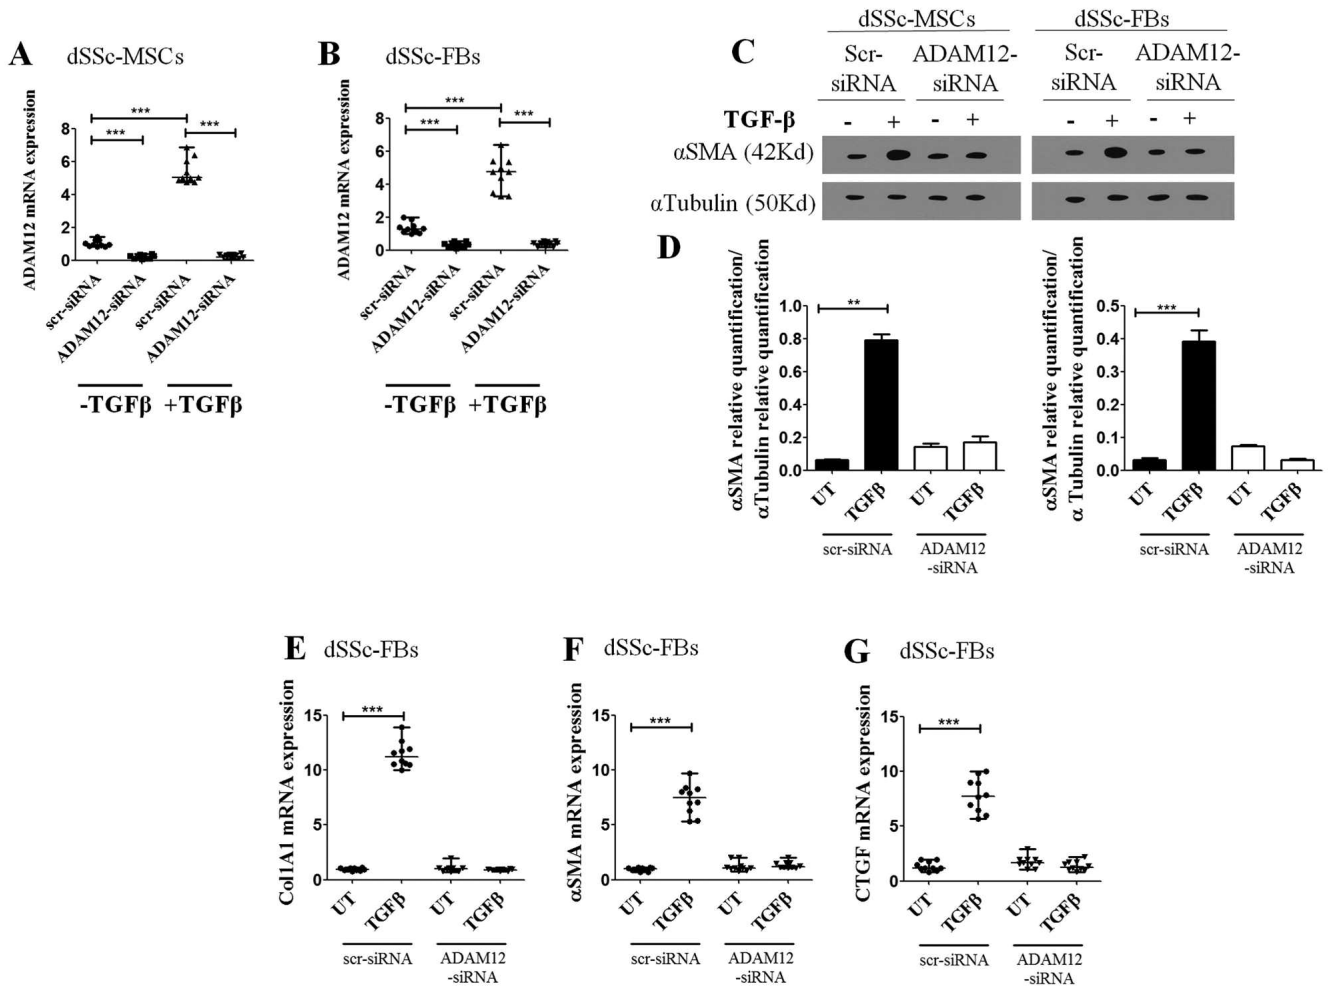 A dSSc-MSCs
ADAM12 mRNA expression
***
*** ***
8
6
4
2
0
scr-siRNA
ADAM12-siRNA
scr-siRNA
ADAM12-siRNA
-TGFβ +TGFβ
B dSSc-FBs
ADAM12 mRNA expression
***
*** ***
8
6
4
2
0
scr-siRNA
ADAM12-siRNA
scr-siRNA
ADAM12-siRNA
-TGFβ +TGFβ
C dSSc-MSCs dSSc-FBs
Scr- ADAM12- Scr- ADAM12-
siRNA siRNA siRNA siRNA
TGF-β - + - + - + - +
αSMA (42Kd)
αTubulin (50Kd)
D
αSMA relative quantification/
αTubulin relative quantification
1.0
0.8
0.6
0.4
0.2
0.0
**
UT
TGFβ
UT
TGFβ
scr-siRNA ADAM12
-siRNA
αSMA relative quantification/
α Tubulin relative quantification
0.5
0.4
0.3
0.2
0.1
0.0
***
UT
TGFβ
UT
TGFβ
scr-siRNA ADAM12
-siRNA
E dSSc-FBs
Col1A1 mRNA expression
15
10
5
0
***
UT
TGFβ
UT
TGFβ
scr-siRNA ADAM12
-siRNA
F dSSc-FBs
αSMA mRNA expression
15
10
5
0
***
UT
TGFβ
UT
TGFβ
scr-siRNA ADAM12
-siRNA
G dSSc-FBs
CTGF mRNA expression
15
10
5
0
***
UT
TGFβ
UT
TGFβ
scr-siRNA ADAM12
-siRNA